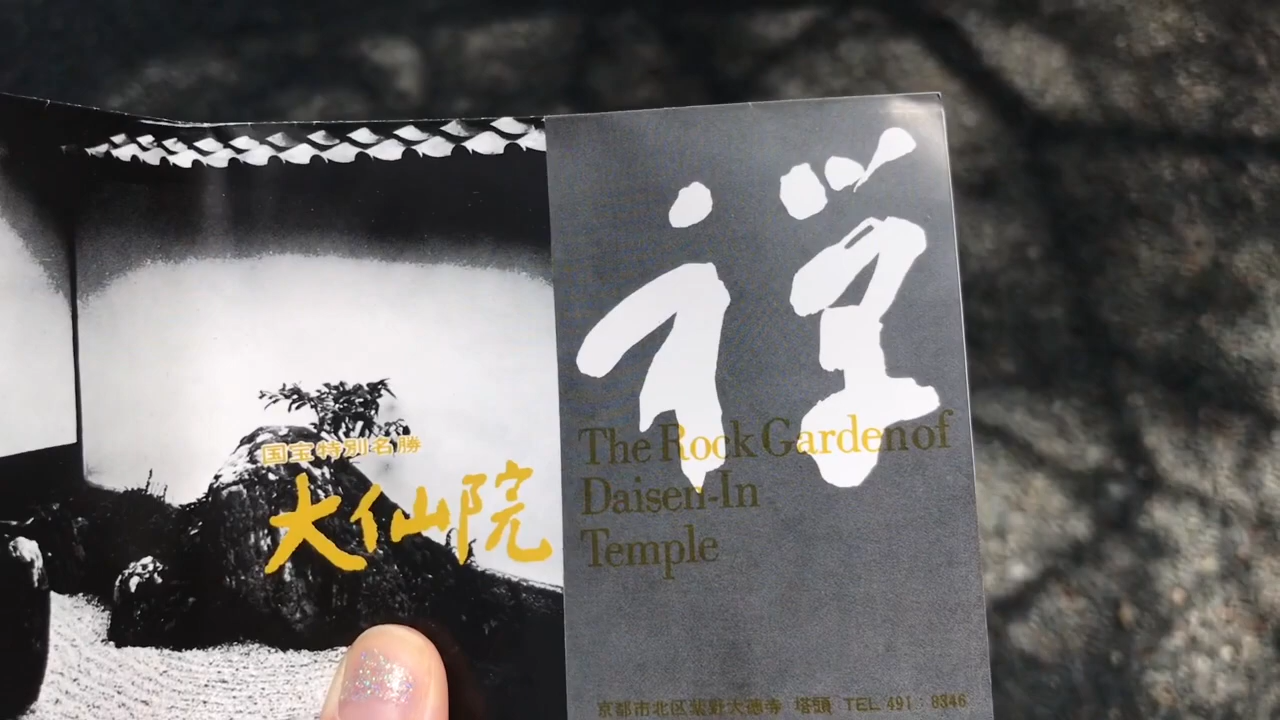 国宝特別名勝
大仙院
禅
The Rock Garden of
Daisen-In
Temple
京都市北区紫野大徳寺 塔頭 TEL 491-8346